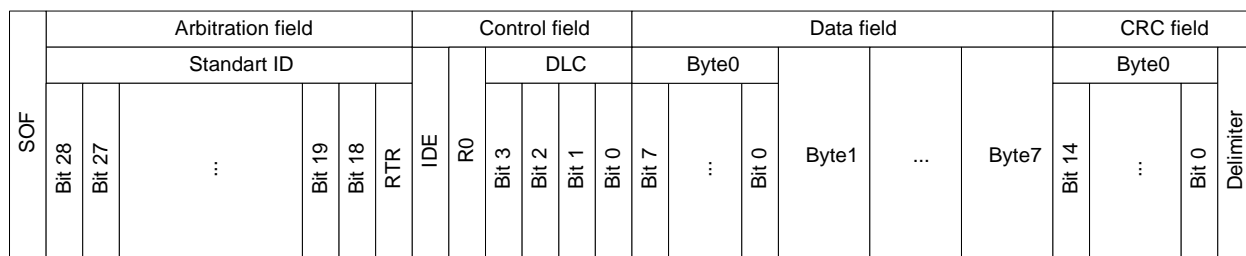 Arbitration field
Control field
Data field
CRC field
Standart ID
DLC
Byte0
Byte0
SOF
Bit 28
Bit 27
...
Bit 19
Bit 18
RTR
IDE
R0
Bit 3
Bit 2
Bit 1
Bit 0
Bit 7
...
Bit 0
Byte1
...
Byte7
Bit 14
...
Bit 0
Delimiter